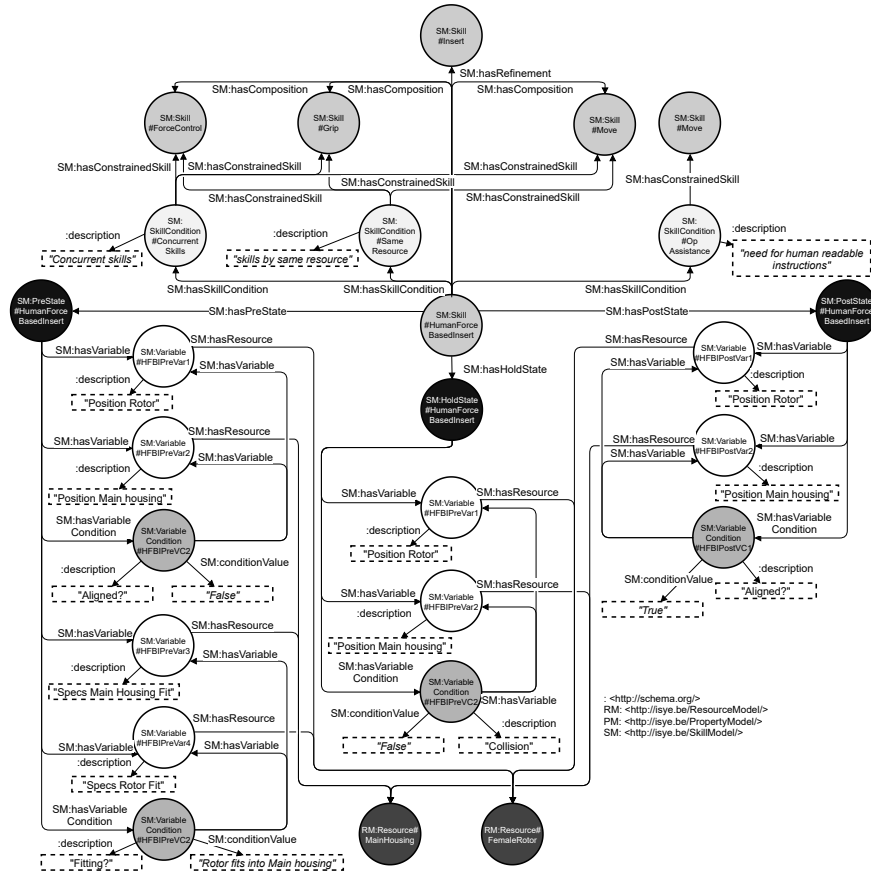 SM:Skill
#Insert
SM:hasRefinement
SM:hasComposition
SM:hasComposition
SM:hasComposition
SM:Skill
#ForceControl
SM:Skill
#Grip
SM:Skill
#Move
SM:Skill
#Move
SM:hasConstrainedSkill
SM:hasConstrainedSkill
SM:hasConstrainedSkill
SM:hasConstrainedSkill
SM:hasConstrainedSkill
SM:hasConstrainedSkill
SM:hasConstrainedSkill
:description
SM:
SkillCondition
#Concurrent
Skills
"Concurrent skills"
:description
SM:
SkillCondition
#Same
Resource
"skills by same resource"
SM:
SkillCondition
#Op
Assistance
:description
"need for human readable
instructions"
SM:hasSkillCondition
SM:hasSkillCondition
SM:hasSkillCondition
SM:PreState
#HumanForce
BasedInsert
SM:hasPreState
SM:Skill
#HumanForce
BasedInsert
SM:hasPostState
SM:PostState
#HumanForce
BasedInsert
SM:hasVariable
SM:Variable
#HFBIPreVar1
SM:hasResource
SM:hasVariable
:description
"Position Rotor"
SM:hasHoldState
SM:HoldState
#HumanForce
BasedInsert
SM:hasResource
SM:hasVariable
SM:Variable
#HFBIPostVar1
SM:hasVariable
:description
"Position Rotor"
SM:hasVariable
SM:Variable
#HFBIPreVar2
SM:hasResource
SM:hasVariable
:description
"Position Main housing"
SM:hasResource
SM:hasVariable
SM:Variable
#HFBIPostVar2
SM:hasVariable
:description
"Position Main housing"
SM:hasVariable
Condition
SM:Variable
Condition
#HFBIPreVC2
:description
SM:conditionValue
"Aligned?"
"False"
SM:hasVariable
SM:Variable
#HFBIPreVar1
SM:hasResource
:description
"Position Rotor"
SM:Variable
Condition
#HFBIPostVC1
SM:hasVariable
Condition
SM:conditionValue
:description
"Aligned?"
"True"
SM:hasVariable
SM:Variable
#HFBIPreVar2
SM:hasResource
:description
"Position Main housing"
SM:hasVariable
SM:Variable
#HFBIPreVar3
SM:hasResource
SM:hasVariable
:description
"Specs Main Housing Fit"
SM:hasVariable
Condition
SM:Variable
Condition
#HFBIPreVC2
SM:hasVariable
SM:conditionValue
:description
"False"
"Collision"
SM:hasVariable
SM:Variable
#HFBIPreVar4
SM:hasResource
SM:hasVariable
:description
"Specs Rotor Fit"
: <http://schema.org/>
RM: <http://isye.be/ResourceModel/>
PM: <http://isye.be/PropertyModel/>
SM: <http://isye.be/SkillModel/>
SM:hasVariable
Condition
SM:Variable
Condition
#HFBIPreVC2
:description
SM:conditionValue
"Fitting?"
"Rotor fits into Main housing"
RM:Resource#
MainHousing
RM:Resource#
FemaleRotor